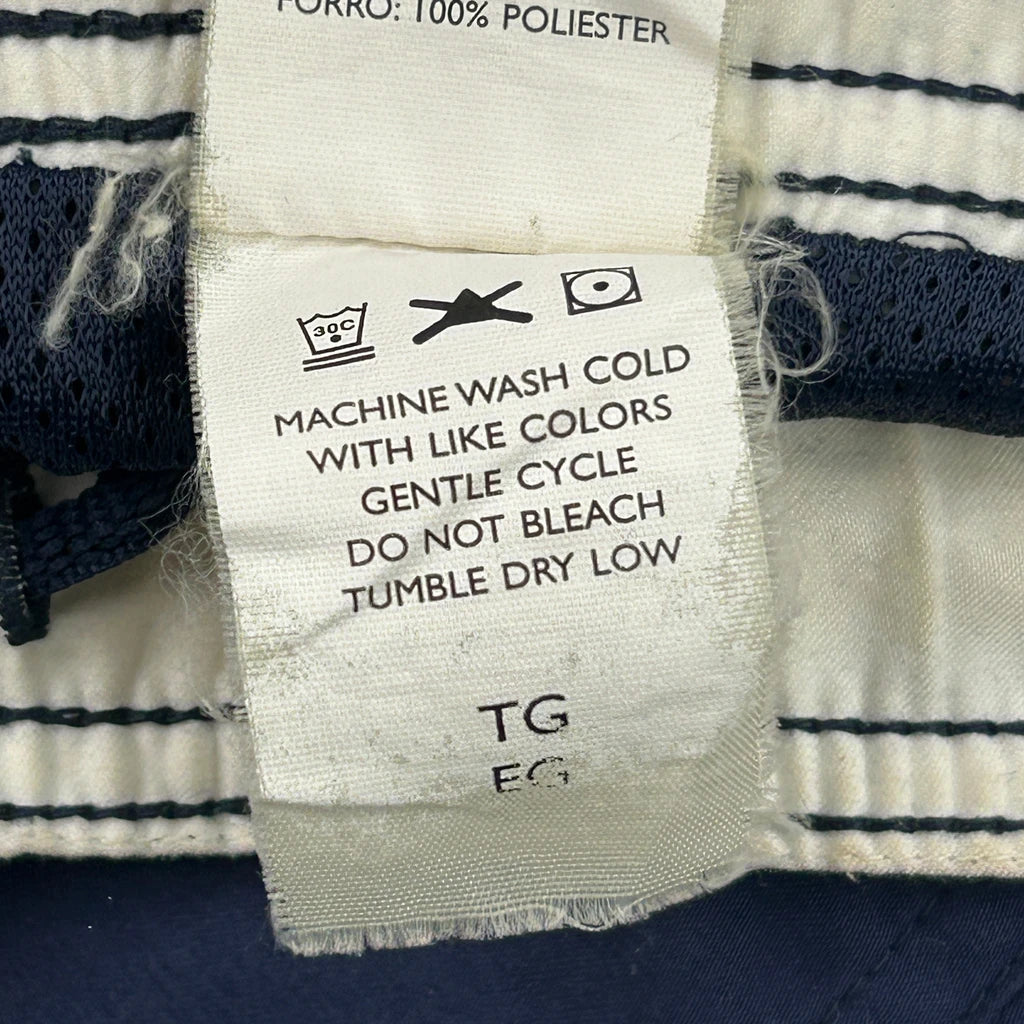 FORRO: 100% POLIESTER
30C
MACHINE WASH COLD
WITH LIKE COLORS
GENTLE CYCLE
DO NOT BLEACH
TUMBLE DRY LOW
TG
EG